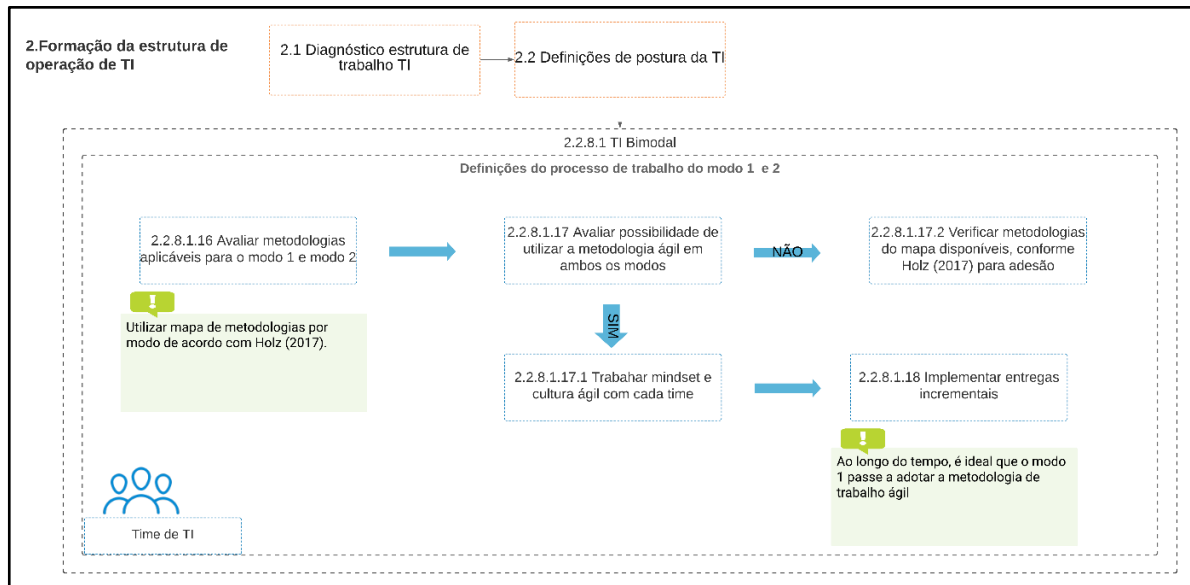 2.Formação da estrutura de
operação de TI
2.1 Diagnóstico estrutura de
trabalho TI
2.2 Definições de postura da TI
2.2.8.1 TI Bimodal
Definições do processo de trabalho do modo 1 e 2
2.2.8.1.16 Avaliar metodologias
aplicáveis para o modo 1 e modo 2
2.2.8.1.17 Avaliar possibilidade de
utilizar a metodologia ágil em
ambos os modos
NÃO
2.2.8.1.17.2 Verificar metodologias
do mapa disponíveis, conforme
Holz (2017) para adesão
!
Utilizar mapa de metodologias por
modo de acordo com Holz (2017).
SIM
2.2.8.1.17.1 Trabahar mindset e
cultura ágil com cada time
2.2.8.1.18 Implementar entregas
incrementais
!
Ao longo do tempo, é ideal que o modo
1 passe a adotar a metodologia de
trabalho ágil
Time de TI